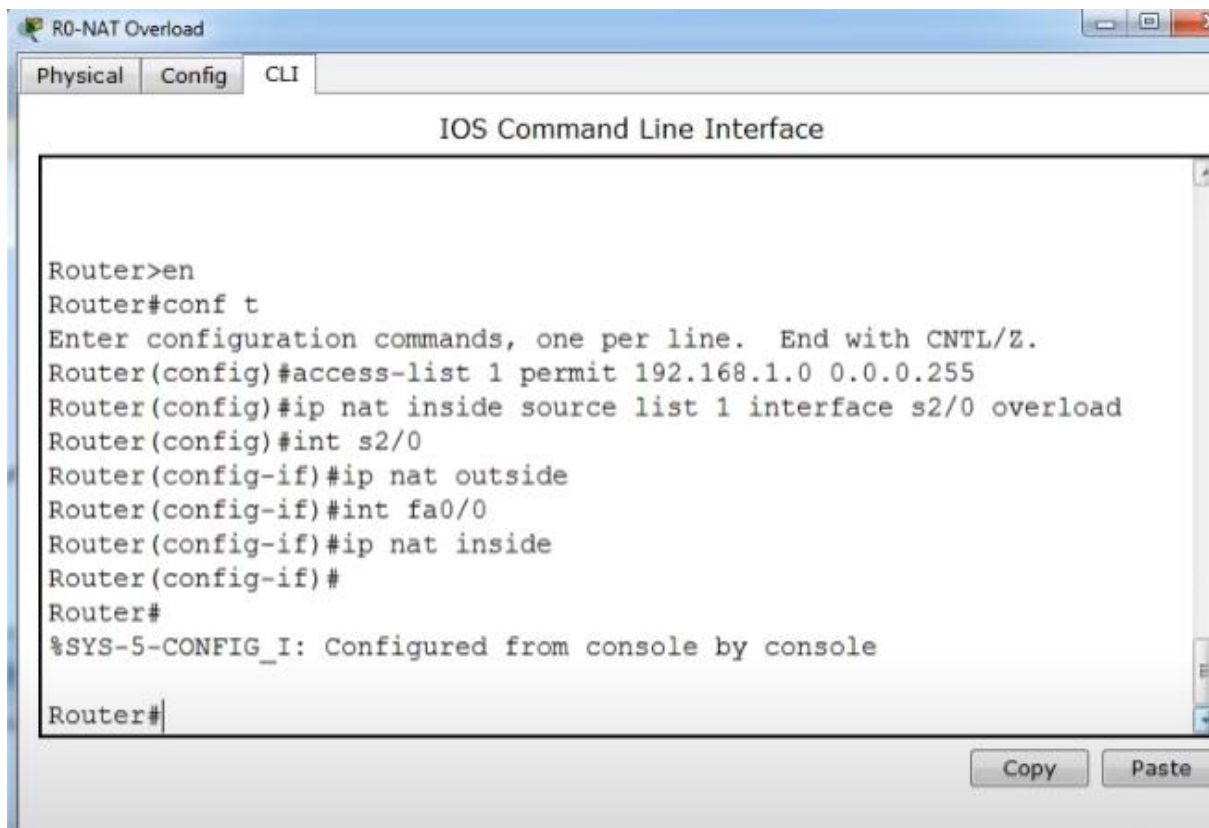 R0-NAT Overload
Physical Config CLI
IOS Command Line Interface
Router>en
Router#conf t
Enter configuration commands, one per line.  End with CNTL/Z.
Router(config)#access-list 1 permit 192.168.1.0 0.0.0.255
Router(config)#ip nat inside source list 1 interface s2/0 overload
Router(config)#int s2/0
Router(config-if)#ip nat outside
Router(config-if)#int fa0/0
Router(config-if)#ip nat inside
Router(config-if)#
Router#
%SYS-5-CONFIG_I: Configured from console by console
Router#
Copy Paste